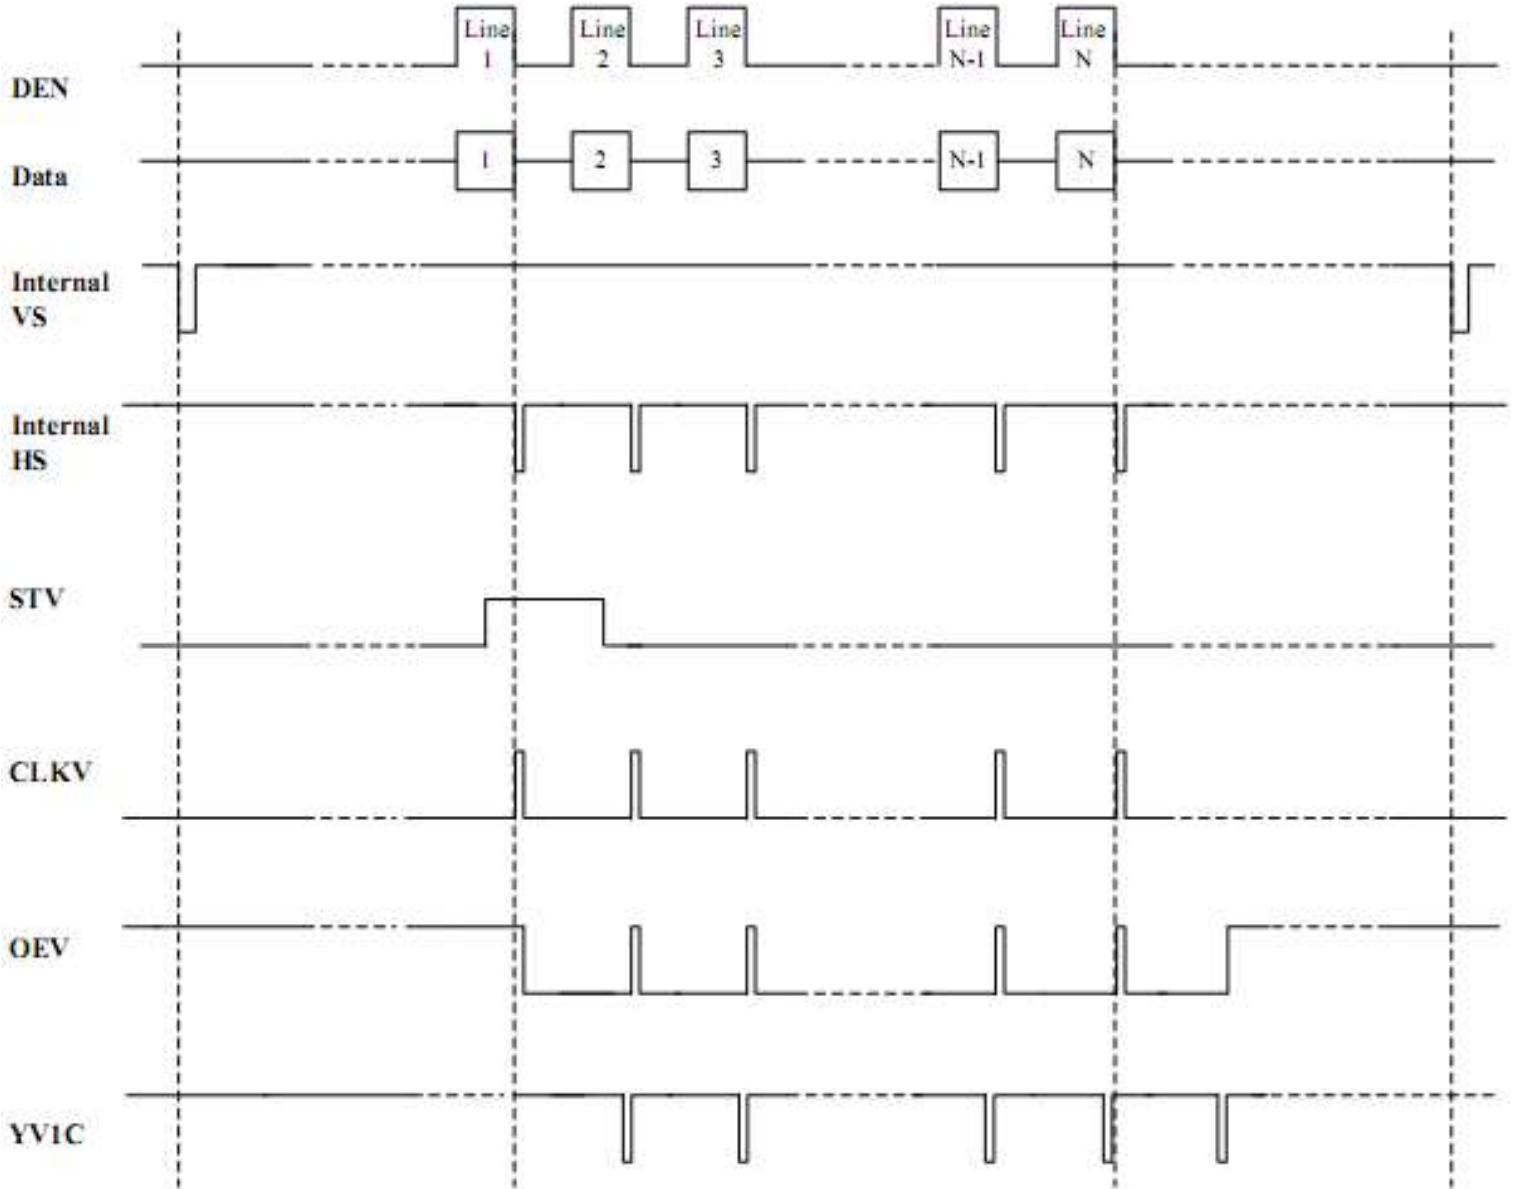 Line Line Line Line Line
1 2 3 N-1 N
DEN
1 2 3 N-1 N
Data
Internal
VS
Internal
HS
STV
CLKV
OEV
YV1C